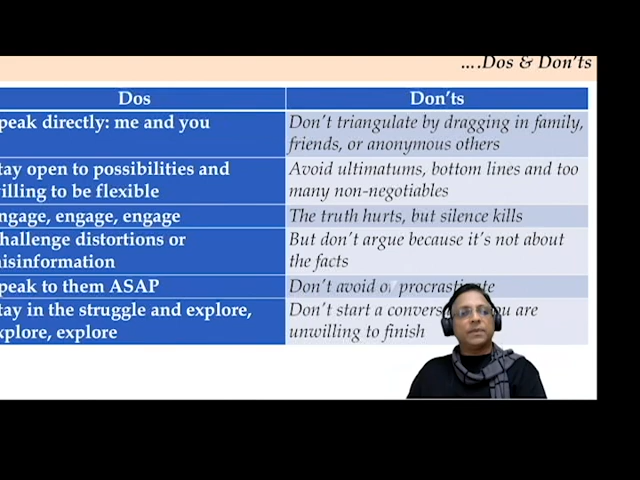 ....Dos & Don'ts
Dos
Don'ts
peak directly: me and you
Don't triangulate by dragging in family,
friends, or anonymous others
tay open to possibilities and
illing to be flexible
Avoid ultimatums, bottom lines and too
many non-negotiables
ngage, engage, engage
The truth hurts, but silence kills
hallenge distortions or
isinformation
But don't argue because it's not about
the facts
peak to them ASAP
Don't avoid or procrastinate
tay in the struggle and explore,
xplore, explore
Don't start a conversa you are
unwilling to finish